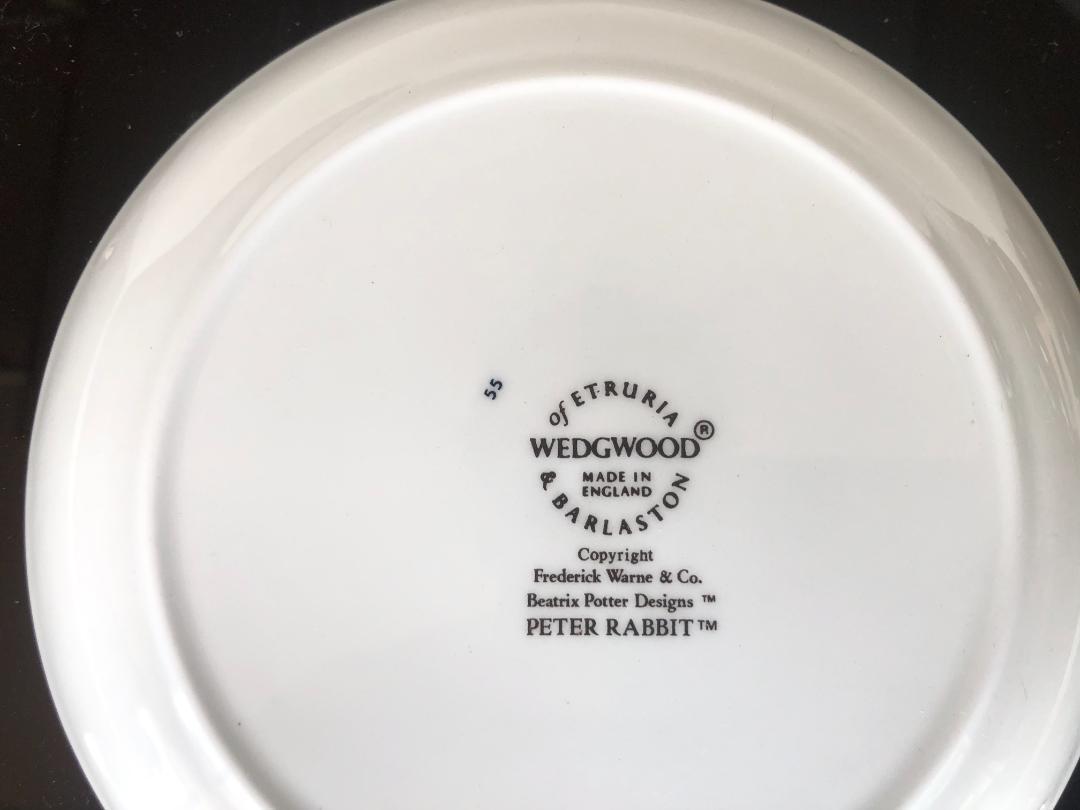 55
of ETRURIA
WEDGWOOD®
MADE IN
ENGLAND
& BARLASTON
Copyright
Frederick Warne & Co.
Beatrix Potter Designs ™
PETER RABBIT™